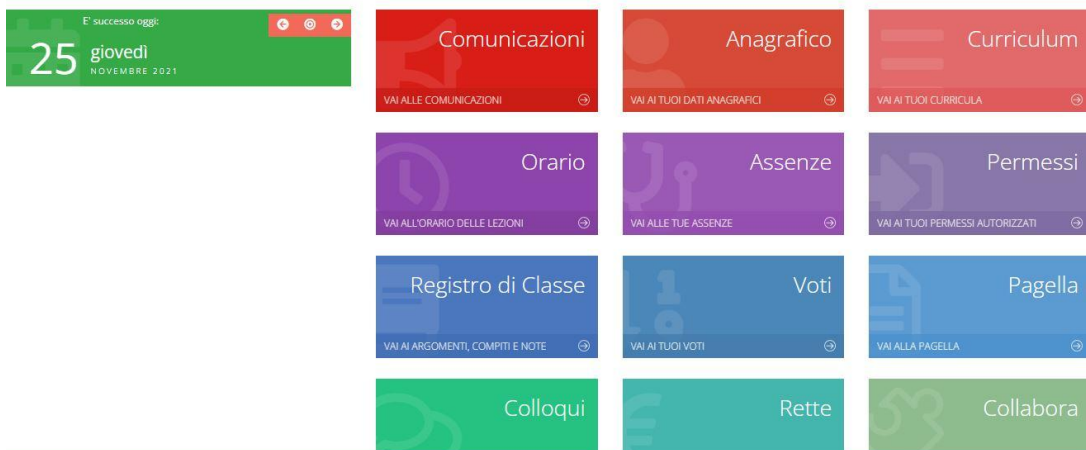 E' successo oggi:
25
giovedì
NOVEMBRE 2021
Comunicazioni
VAI ALLE COMUNICAZIONI
Anagrafico
VAI AI TUOI DATI ANAGRAFICI
Curriculum
VAI AI TUOI CURRICULA
Orario
VAI ALL'ORARIO DELLE LEZIONI
Assenze
VAI ALLE TUE ASSENZE
Permessi
VAI AI TUOI PERMESSI AUTORIZZATI
Registro di Classe
VAI AI ARGOMENTI, COMPITI E NOTE
Voti
VAI AI TUOI VOTI
Pagella
VAI ALLA PAGELLA
Colloqui
Rette
Collabora